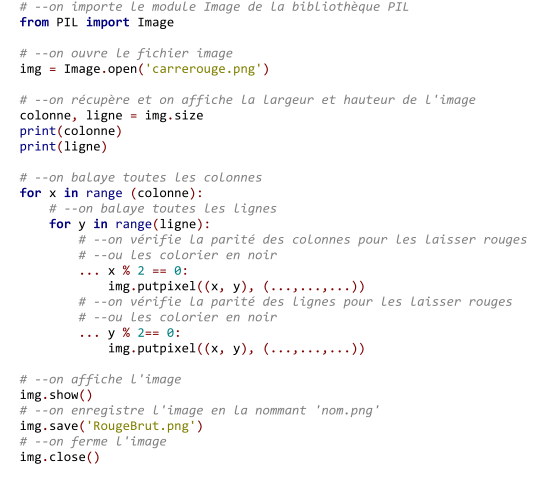 # --on importe le module Image de la bibliothèque PIL
from PIL import Image
# --on ouvre le fichier image
img = Image.open('carrerouge.png')
# --on récupère et on affiche la largeur et hauteur de l'image
colonne, ligne = img.size
print(colonne)
print(ligne)
# --on balaye toutes les colonnes
for x in range (colonne):
    # --on balaye toutes les lignes
    for y in range(ligne):
        # --on vérifie la parité des colonnes pour les laisser rouges
        # --ou les colorier en noir
        ... x % 2 == 0:
            img.putpixel((x, y), (...,...,...))
        # --on vérifie la parité des lignes pour les laisser rouges
        # --ou les colorier en noir
        ... y % 2== 0:
            img.putpixel((x, y), (...,...,...))
# --on affiche l'image
img.show()
# --on enregistre l'image en la nommant 'nom.png'
img.save('RougeBrut.png')
# --on ferme l'image
img.close()